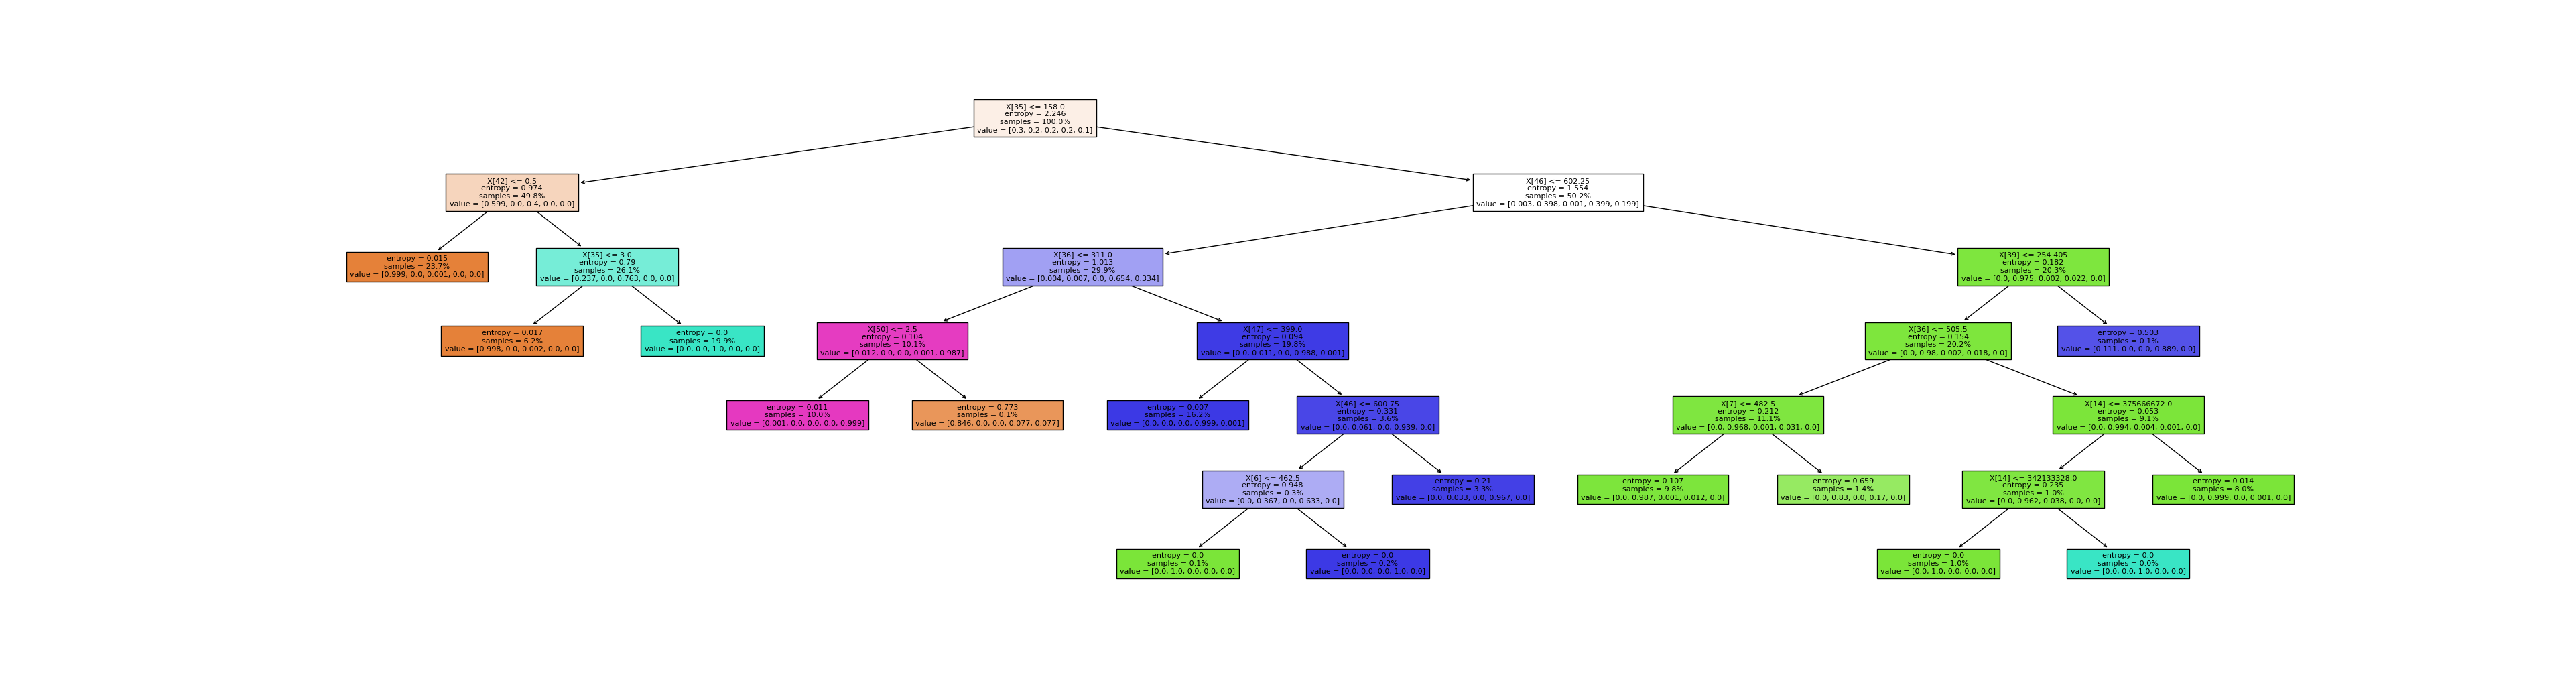 X[35] <= 158.0
entropy = 2.246
samples = 100.0%
value = [0.3, 0.2, 0.2, 0.2, 0.1]
X[42] <= 0.5
entropy = 0.974
samples = 49.8%
value = [0.599, 0.0, 0.4, 0.0, 0.0]
X[46] <= 602.25
entropy = 1.554
samples = 50.2%
value = [0.003, 0.398, 0.001, 0.399, 0.199]
entropy = 0.015
samples = 23.7%
value = [0.999, 0.0, 0.001, 0.0, 0.0]
X[35] <= 3.0
entropy = 0.79
samples = 26.1%
value = [0.237, 0.0, 0.763, 0.0, 0.0]
X[36] <= 311.0
entropy = 1.013
samples = 29.9%
value = [0.004, 0.007, 0.0, 0.654, 0.334]
X[39] <= 254.405
entropy = 0.182
samples = 20.3%
value = [0.0, 0.975, 0.002, 0.022, 0.0]
entropy = 0.017
samples = 6.2%
value = [0.998, 0.0, 0.002, 0.0, 0.0]
entropy = 0.0
samples = 19.9%
value = [0.0, 0.0, 1.0, 0.0, 0.0]
X[50] <= 2.5
entropy = 0.104
samples = 10.1%
value = [0.012, 0.0, 0.0, 0.001, 0.987]
X[47] <= 399.0
entropy = 0.094
samples = 19.8%
value = [0.0, 0.011, 0.0, 0.988, 0.001]
X[36] <= 505.5
entropy = 0.154
samples = 20.2%
value = [0.0, 0.98, 0.002, 0.018, 0.0]
entropy = 0.503
samples = 0.1%
value = [0.111, 0.0, 0.0, 0.889, 0.0]
entropy = 0.011
samples = 10.0%
value = [0.001, 0.0, 0.0, 0.0, 0.999]
entropy = 0.773
samples = 0.1%
value = [0.846, 0.0, 0.0, 0.077, 0.077]
entropy = 0.007
samples = 16.2%
value = [0.0, 0.0, 0.0, 0.999, 0.001]
X[46] <= 600.75
entropy = 0.331
samples = 3.6%
value = [0.0, 0.061, 0.0, 0.939, 0.0]
X[7] <= 482.5
entropy = 0.212
samples = 11.1%
value = [0.0, 0.968, 0.001, 0.031, 0.0]
X[14] <= 375666672.0
entropy = 0.053
samples = 9.1%
value = [0.0, 0.994, 0.004, 0.001, 0.0]
X[6] <= 462.5
entropy = 0.948
samples = 0.3%
value = [0.0, 0.367, 0.0, 0.633, 0.0]
entropy = 0.21
samples = 3.3%
value = [0.0, 0.033, 0.0, 0.967, 0.0]
entropy = 0.107
samples = 9.8%
value = [0.0, 0.987, 0.001, 0.012, 0.0]
entropy = 0.659
samples = 1.4%
value = [0.0, 0.83, 0.0, 0.17, 0.0]
X[14] <= 342133328.0
entropy = 0.235
samples = 1.0%
value = [0.0, 0.962, 0.038, 0.0, 0.0]
entropy = 0.014
samples = 8.0%
value = [0.0, 0.999, 0.001, 0.0]
entropy = 0.0
samples = 0.1%
value = [0.0, 1.0, 0.0, 0.0, 0.0]
entropy = 0.0
samples = 0.2%
value = [0.0, 0.0, 0.0, 1.0, 0.0]
entropy = 0.0
samples = 1.0%
value = [0.0, 1.0, 0.0, 0.0, 0.0]
entropy = 0.0
samples = 0.0%
value = [0.0, 0.0, 1.0, 0.0, 0.0]